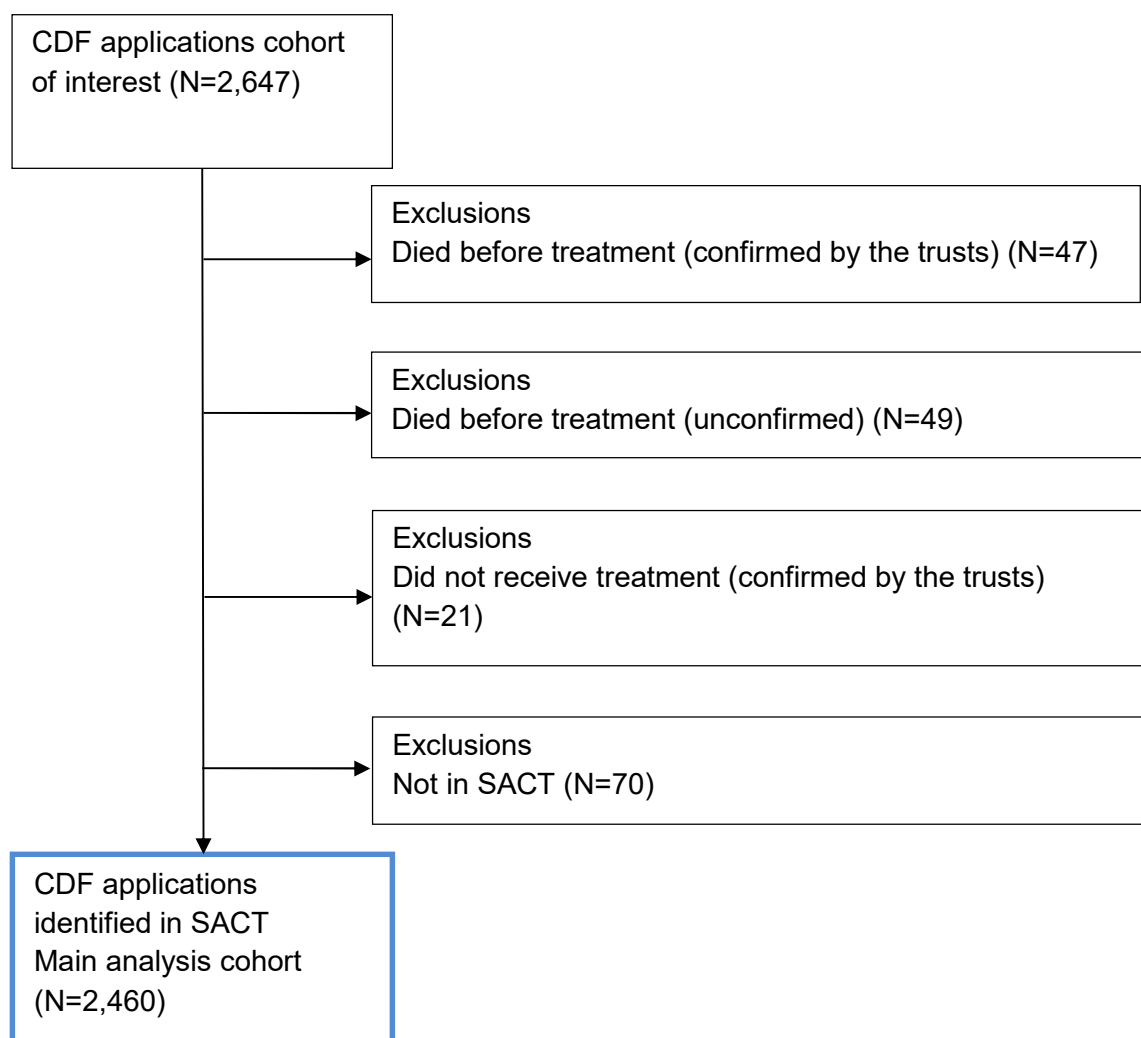 CDF applications cohort
of interest (N=2,647)
Exclusions
Died before treatment (confirmed by the trusts) (N=47)
Exclusions
Died before treatment (unconfirmed) (N=49)
Exclusions
Did not receive treatment (confirmed by the trusts)
(N=21)
Exclusions
Not in SACT (N=70)
CDF applications
identified in SACT
Main analysis cohort
(N=2,460)